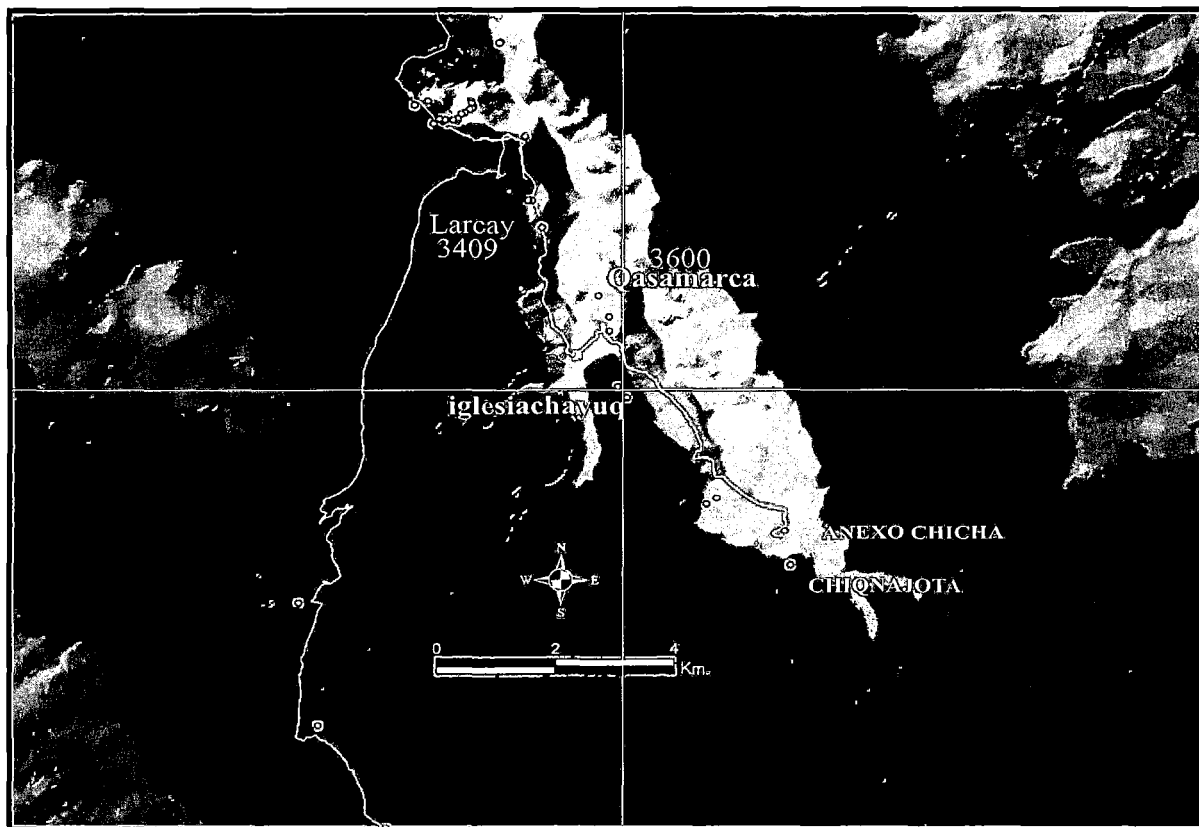 Larcay
3409
3600
Qasamarca
iglesiachayuq
ANEXO CHICHA
CHIQNAJOTA
N
W E
S
0 2 4
Km.